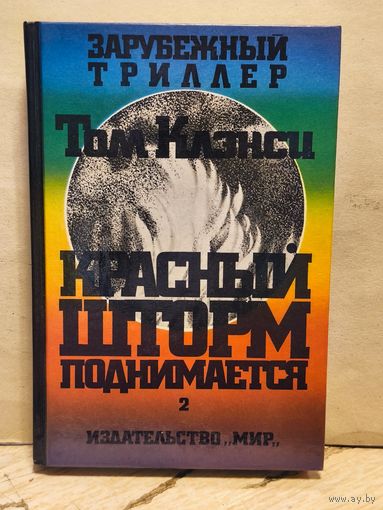 ЗАРУБЕЖНЫЙ
ТРИЛЛЕР
Том Клэнси
КРАСНЫЙ
ШТОРМ
ПОДНИМАЕТСЯ
2
ИЗДАТЕЛЬСТВО „МИР„
www.ay.by